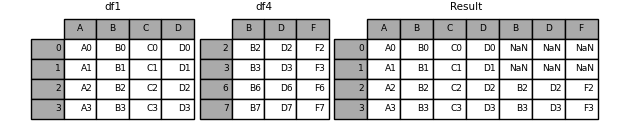 df1 df4 Result
A B C D B D F A B C D B D F
0 A0 B0 C0 D0 2 B2 D2 F2 0 A0 B0 C0 D0 NaN NaN NaN
1 A1 B1 C1 D1 3 B3 D3 F3 1 A1 B1 C1 D1 NaN NaN NaN
2 A2 B2 C2 D2 6 B6 D6 F6 2 A2 B2 C2 D2 B2 D2 F2
3 A3 B3 C3 D3 7 B7 D7 F7 3 A3 B3 C3 D3 B3 D3 F3